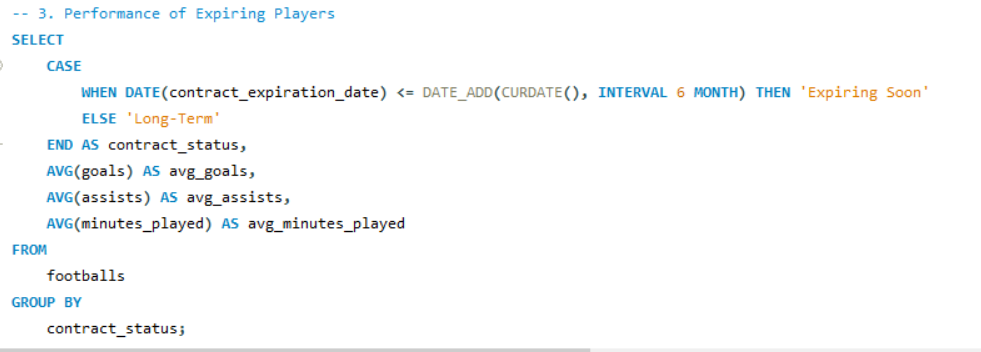 -- 3. Performance of Expiring Players
SELECT
CASE
WHEN DATE(contract_expiration_date) <= DATE_ADD(CURDATE(), INTERVAL 6 MONTH) THEN 'Expiring Soon'
ELSE 'Long-Term'
END AS contract_status,
AVG(goals) AS avg_goals,
AVG(assists) AS avg_assists,
AVG(minutes_played) AS avg_minutes_played
FROM
footballs
GROUP BY
contract_status;